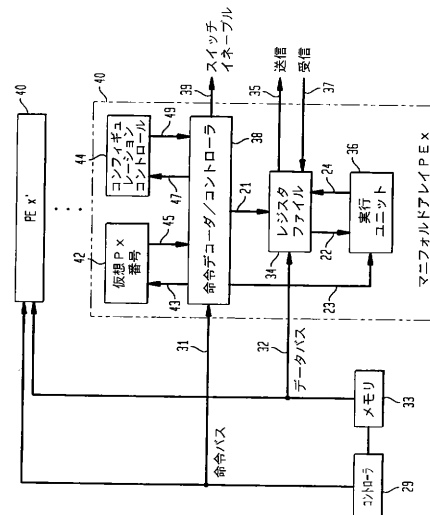 40
PE x'
40
44
コンフィギュ
レーション
コントロール
49
47
42
仮想Ｐｘ
番号
45
43
命令デコーダ/コントローラ
38
39
スイッチ
イネーブル
31
命令バス
21
34
レジスタ
ファイル
35
送信
37
受信
32
データバス
22
24
23
36
実行
ユニット
マニフォルドアレイＰＥｘ
コントローラ
29
メモリ
33